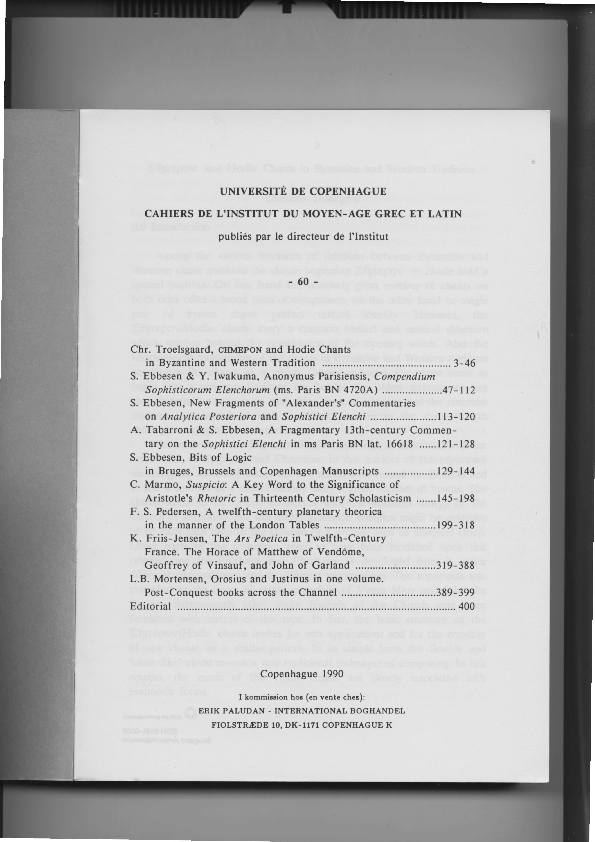 UNIVERSITÉ DE COPENHAGUE
CAHIERS DE L'INSTITUT DU MOYEN-AGE GREC ET LATIN
publiés par le directeur de l'Institut
- 60 -
Chr. Troelsgaard, CHMEPON and Hodie Chants
in Byzantine and Western Tradition ............................................. 3-46
S. Ebbesen & Y. Iwakuma, Anonymus Parisiensis, Compendium
Sophisticorum Elenchorum (ms. Paris BN 4720A) .....................47-112
S. Ebbesen, New Fragments of "Alexander's" Commentaries
on Analytica Posteriora and Sophistici Elenchi .......................113-120
A. Tabarroni & S. Ebbesen, A Fragmentary 13th-century Commen-
tary on the Sophistici Elenchi in ms Paris BN lat. 16618 ......121-128
S. Ebbesen, Bits of Logic
in Bruges, Brussels and Copenhagen Manuscripts ..................129-144
C. Marmo, Suspicio: A Key Word to the Significance of
Aristotle's Rhetoric in Thirteenth Century Scholasticism .......145-198
F. S. Pedersen, A twelfth-century planetary theorica
in the manner of the London Tables .......................................199-318
K. Friis-Jensen, The Ars Poetica in Twelfth-Century
France. The Horace of Matthew of Vendôme,
Geoffrey of Vinsauf, and John of Garland ............................319-388
L.B. Mortensen, Orosius and Justinus in one volume.
Post-Conquest books across the Channel .................................389-399
Editorial ................................................................................................ 400
Copenhague 1990
I kommission hos (en vente chez):
ERIK PALUDAN - INTERNATIONAL BOGHANDEL
FIOLSTRÆDE 10, DK-1171 COPENHAGUE K